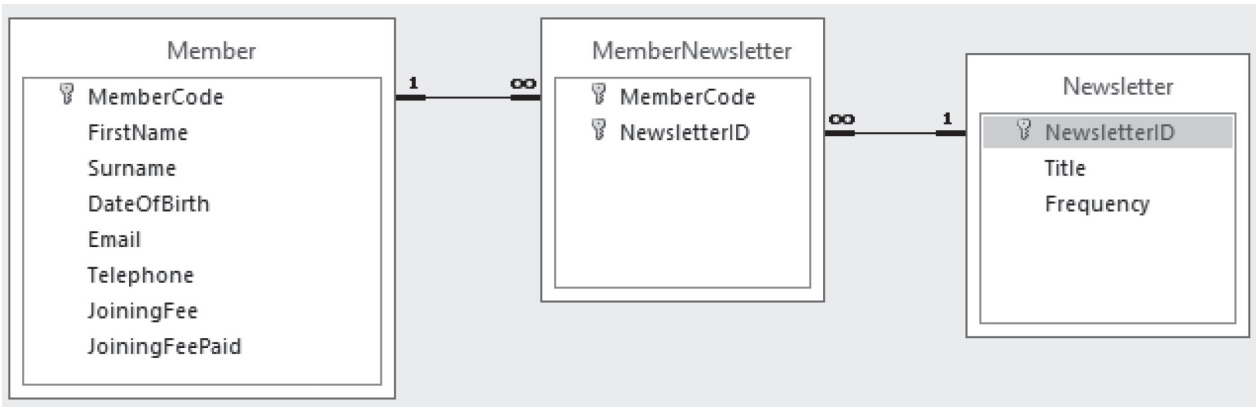 Member
MemberCode
FirstName
Surname
DateOfBirth
Email
Telephone
JoiningFee
JoiningFeePaid
1 ∞
MemberNewsletter
MemberCode
NewsletterID
∞ 1
Newsletter
NewsletterID
Title
Frequency